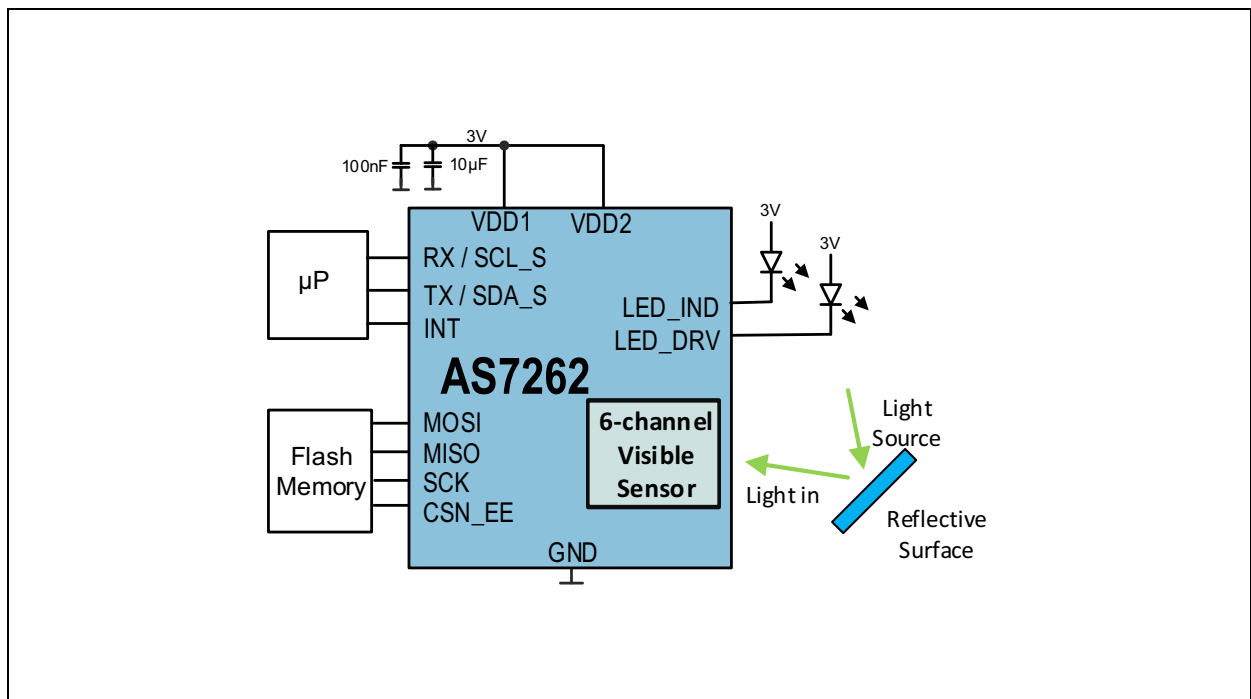 3V
100nF
10µF
VDD1
VDD2
3V
3V
µP
RX / SCL_S
TX / SDA_S
INT
LED_IND
LED_DRV
AS7262
Flash
Memory
MOSI
MISO
SCK
CSN_EE
6-channel
Visible
Sensor
Light
Source
Light in
Reflective
Surface
GND